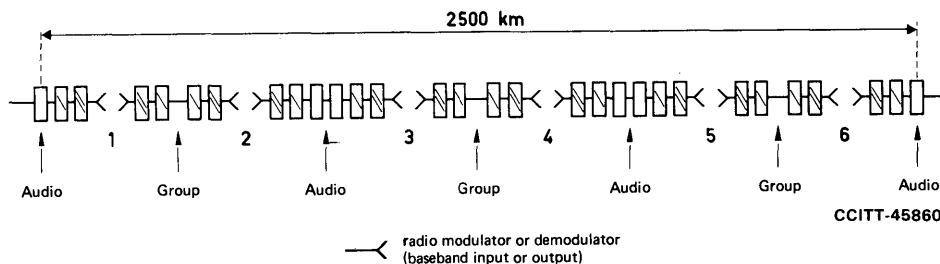 2500 km
1 2 3 4 5 6
Audio Group Audio Group Audio Group Audio
CCITT-45860
radio modulator or demodulator
(baseband input or output)